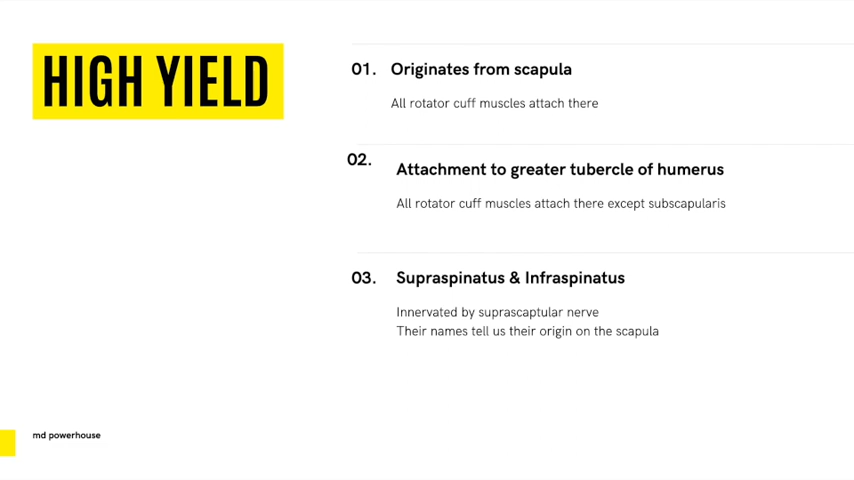 HIGH YIELD
01. Originates from scapula
All rotator cuff muscles attach there
02. Attachment to greater tubercle of humerus
All rotator cuff muscles attach there except subscapularis
03. Supraspinatus & Infraspinatus
Innervated by suprascaptular nerve
Their names tell us their origin on the scapula
md powerhouse